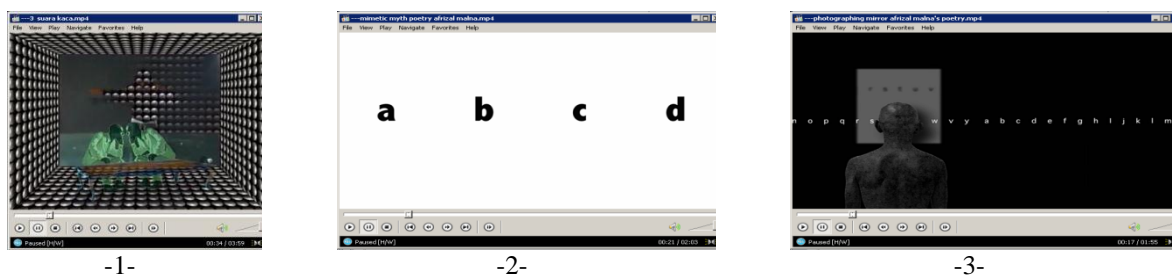 ---3 suara kaca.mp4
File View Play Navigate Favorites Help
Paused [H/W]
00:34 / 03:59
-1-
---mimetic myth poetry afrizal malna.mp4
File View Play Navigate Favorites Help
a b c d
Paused [H/W]
00:21 / 02:03
-2-
---photographing mirror afrizal malna's poetry.mp4
File View Play Navigate Favorites Help
n o p q r s w v y a b c d e f g h l j k l m
Paused [H/W]
00:17 / 01:55
-3-